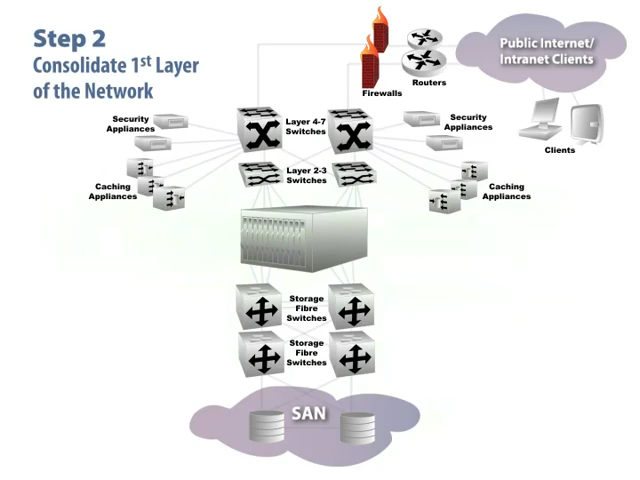 Step 2
Consolidate 1st Layer
of the Network
Public Internet/
Intranet Clients
Firewalls
Routers
Clients
Security
Appliances
Layer 4-7
Switches
Security
Appliances
Caching
Appliances
Layer 2-3
Switches
Caching
Appliances
Storage
Fibre
Switches
Storage
Fibre
Switches
SAN